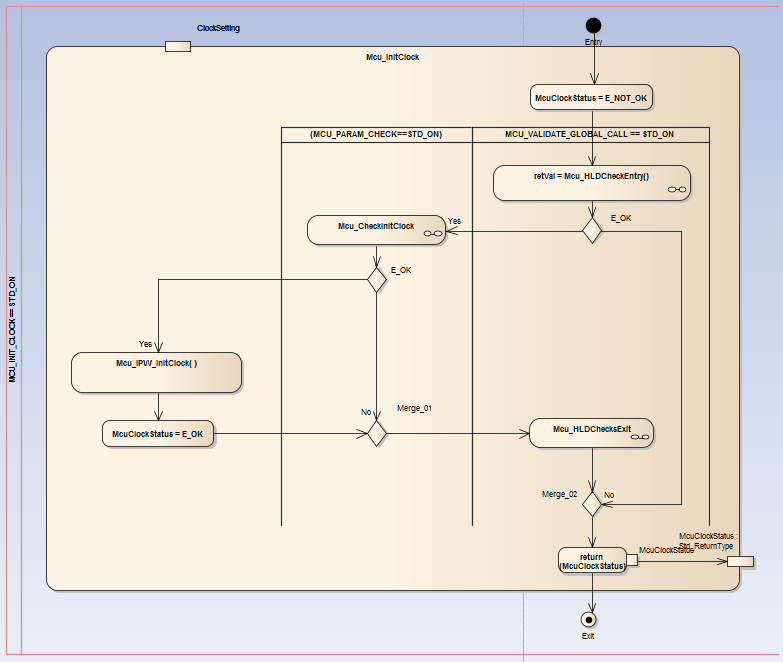 ClockSetting
Entry
Mcu_InitClock
McuClockStatus = E_NOT_OK
(MCU_PARAM_CHECK==STD_ON)
MCU_VALIDATE_GLOBAL_CALL == STD_ON
retVal = Mcu_HLDCheckEntry()
E_OK
Yes
Mcu_CheckInitClock
E_OK
MCU_INIT_CLOCK == STD_ON
Yes
Mcu_IPW_InitClock( )
No
Merge_01
McuClockStatus = E_OK
Mcu_HLDChecksExit
Merge_02
No
McuClockStatus :
Std_ReturnType
McuClockStatus
return
(McuClockStatus)
Exit